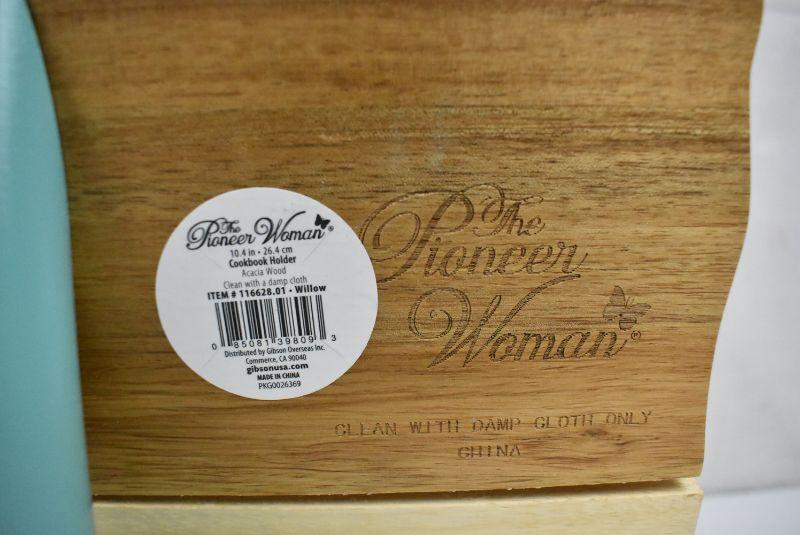 The
Pioneer Woman®
10.4 in • 26.4 cm
Cookbook Holder
Acacia Wood
Clean with a damp cloth
ITEM # 116628.01 • Willow
0 85081 39809 3
Distributed by Gibson Overseas Inc.
Commerce, CA 90040
gibsonusa.com
MADE IN CHINA
PKG0026369
The
Pioneer
Woman®
CLEAN WITH DAMP CLOTH ONLY
CHINA